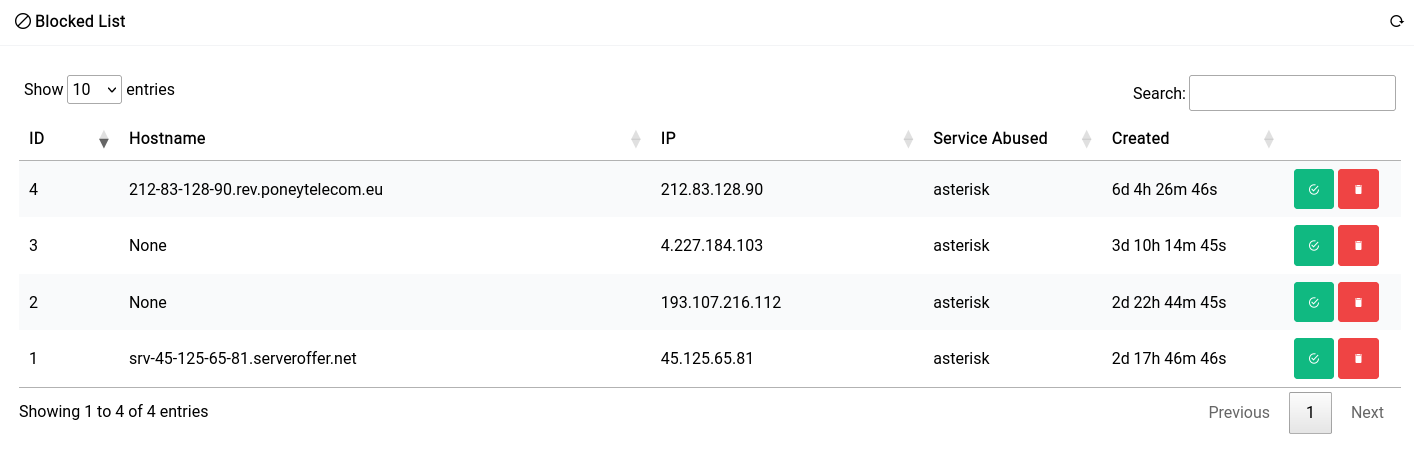 Blocked List
Show 10 entries
Search:
ID Hostname IP Service Abused Created
4 212-83-128-90.rev.poneytelecom.eu 212.83.128.90 asterisk 6d 4h 26m 46s
3 None 4.227.184.103 asterisk 3d 10h 14m 45s
2 None 193.107.216.112 asterisk 2d 22h 44m 45s
1 srv-45-125-65-81.serveroffer.net 45.125.65.81 asterisk 2d 17h 46m 46s
Showing 1 to 4 of 4 entries
Previous 1 Next